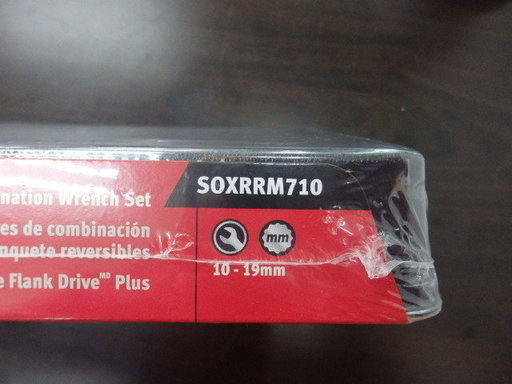 nation Wrench Set
es de combinación
nquete reversibles
e Flank Drive MD Plus
SOXRRM710
mm
10 - 19mm